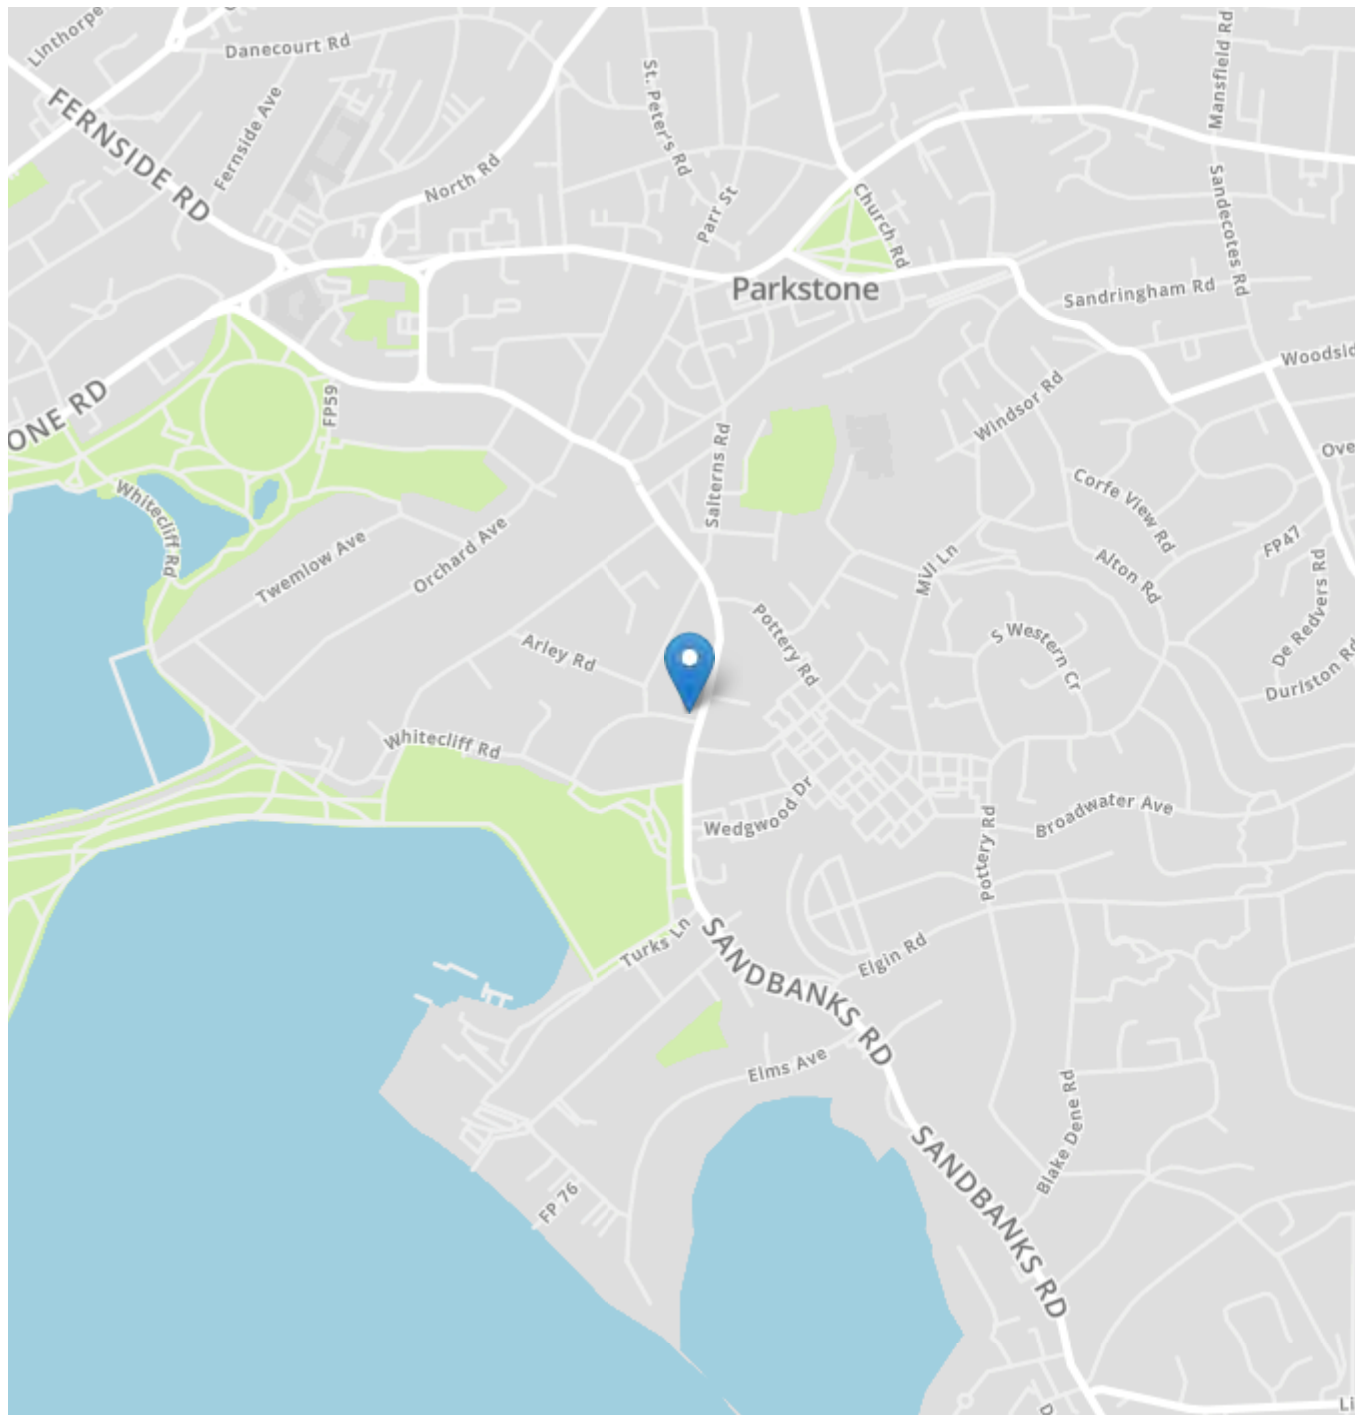 Linthorpe
Danecourt Rd
Mansfield Rd
FERNSIDE RD
Fernside Ave
St. Peter's Rd
North Rd
Parr St
Church Rd
Sandecotes Rd
Parkstone
Sandringham Rd
Woodsid
ONE RD
FP59
Windsor Rd
Ove
Salterns Rd
Corfe View Rd
Whitecliff Rd
Twemlow Ave
Orchard Ave
Mill Ln
FP47
Alton Rd
De Redvers Rd
Pottery Rd
Arley Rd
S Western Cr
Durlston Rd
Whitecliff Rd
Wedgwood Dr
Broadwater Ave
Pottery Rd
Turks Ln
SANDBANKS RD
Elgin Rd
Elms Ave
Blake Dene Rd
SANDBANKS RD
FP 76
D
Li